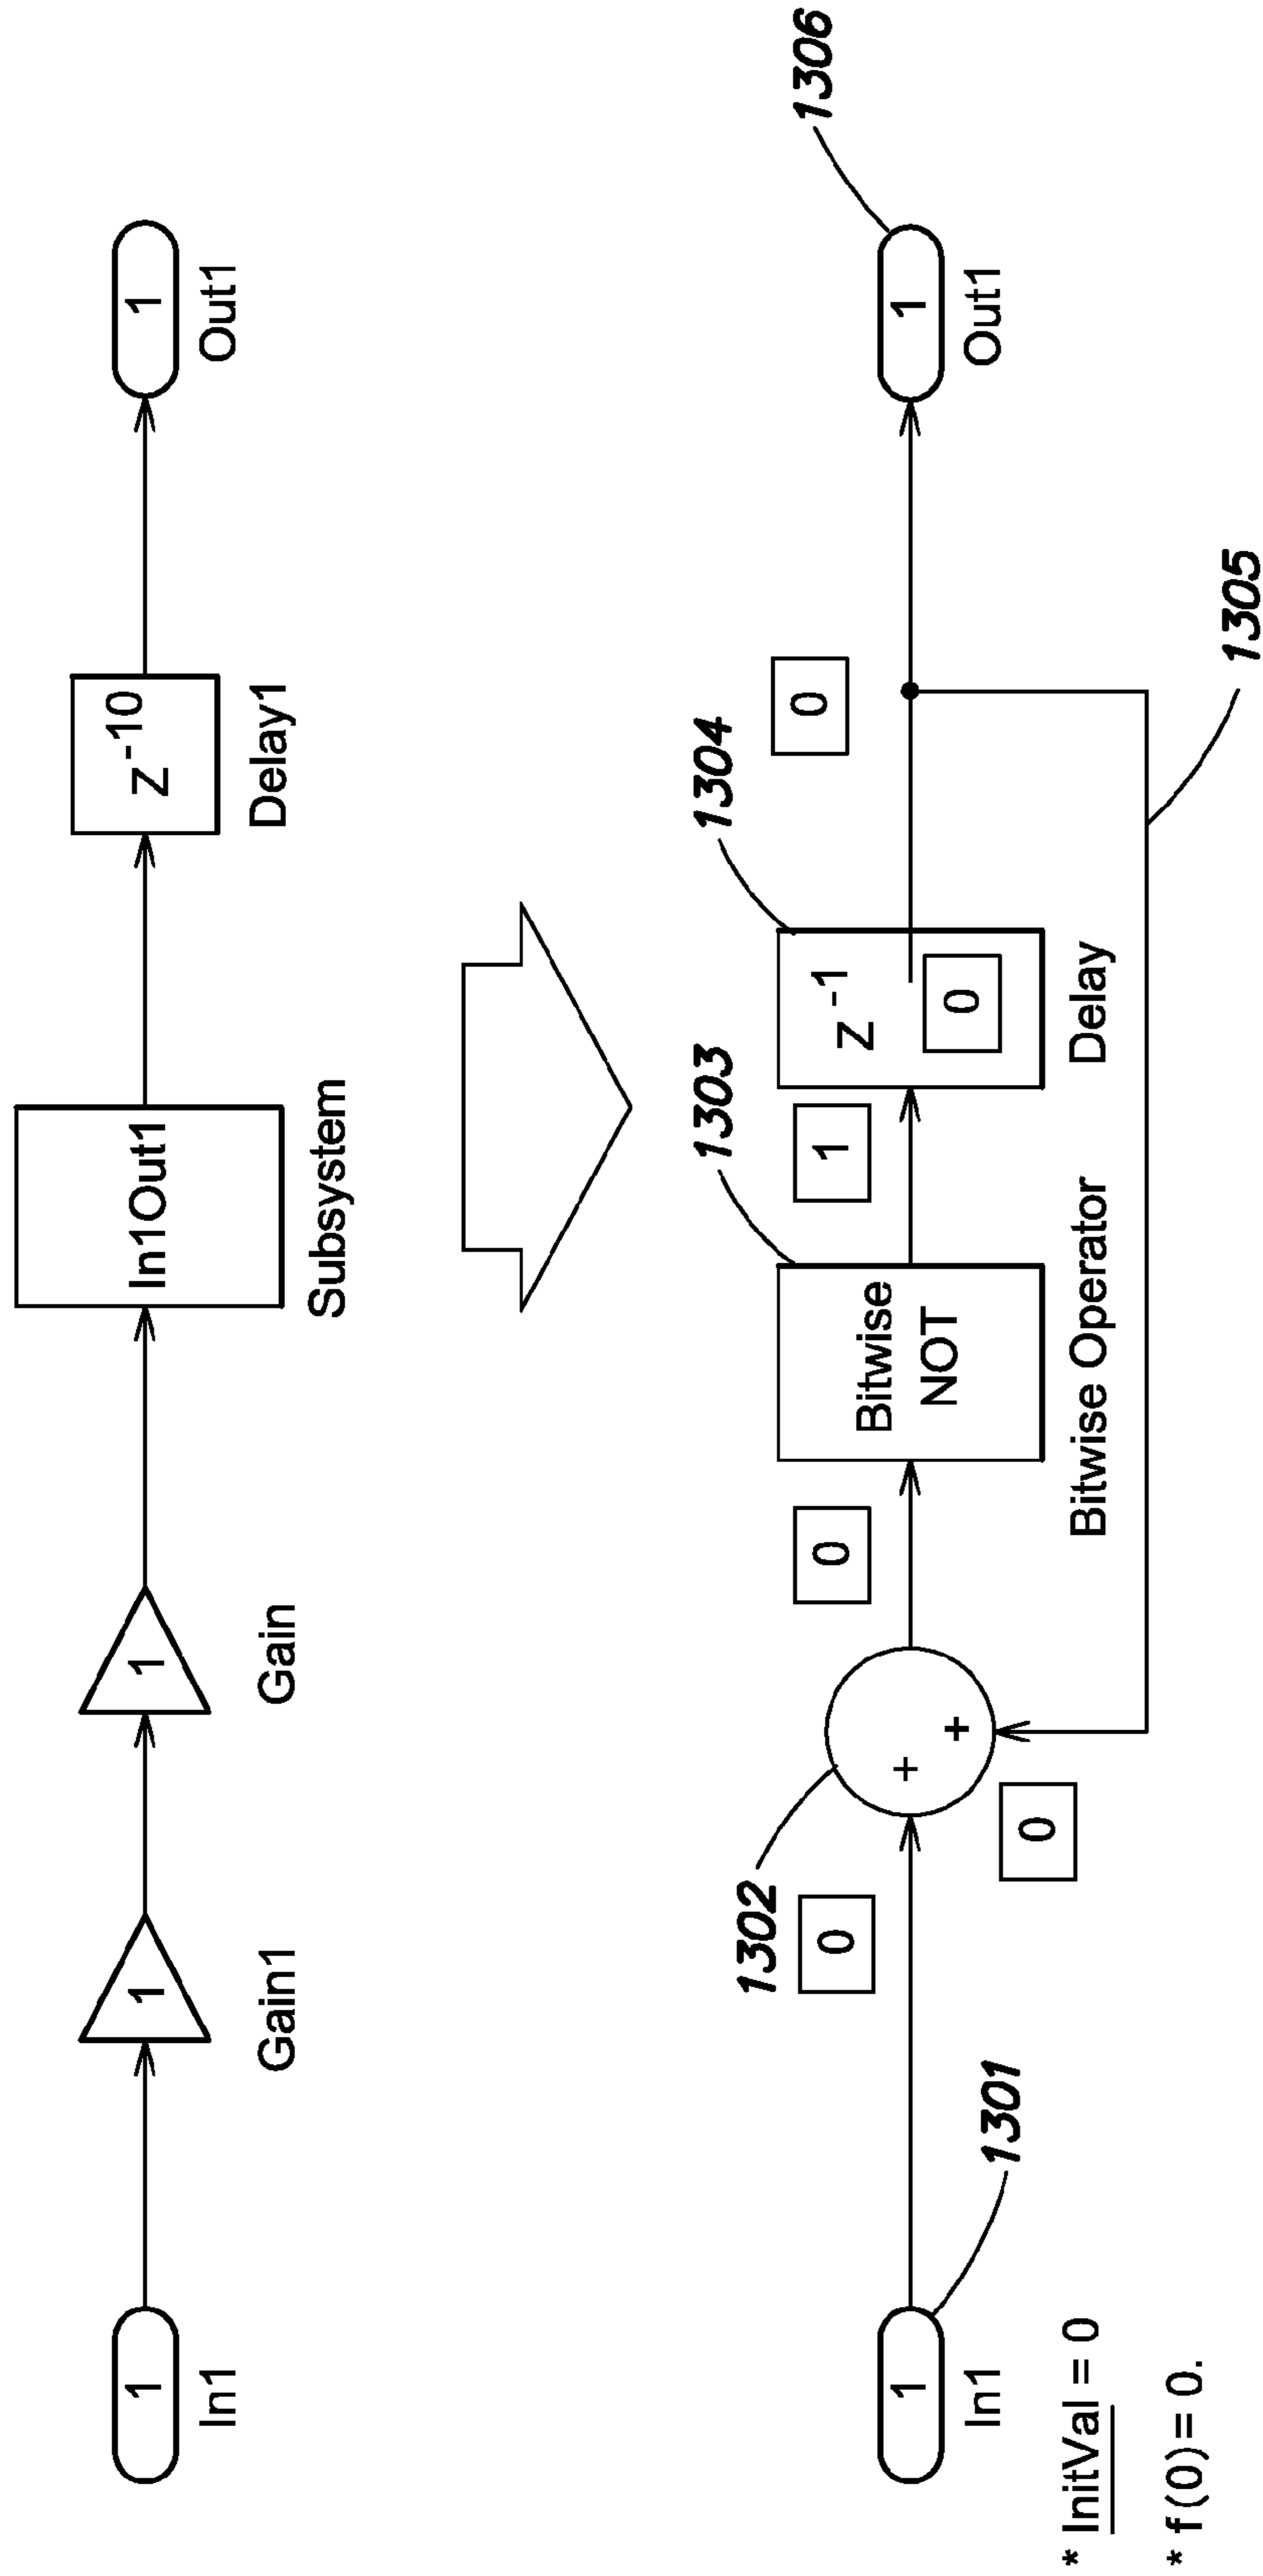 1
In1
1
Gain1
1
Gain
In1Out1
Subsystem
Z^-10
Delay1
1
Out1
1
In1
1301
0
1302
+
+
0
0
Bitwise
NOT
Bitwise Operator
1303
1
Z^-1
0
Delay
1304
0
1305
1
Out1
1306
* InitVal = 0
* f(0)= 0.